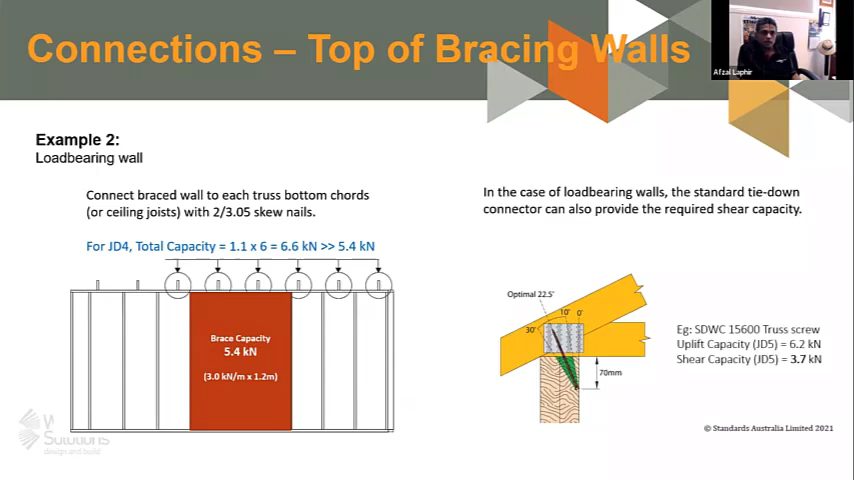 Connections – Top of Bracing Walls
Afzal Laphir
Example 2:
Loadbearing wall
Connect braced wall to each truss bottom chords
(or ceiling joists) with 2/3.05 skew nails.
For JD4, Total Capacity = 1.1 x 6 = 6.6 kN >> 5.4 kN
Brace Capacity
5.4 kN
(3.0 kN/m x 1.2m)
In the case of loadbearing walls, the standard tie-down
connector can also provide the required shear capacity.
Optimal 22.5°
10° 0°
30°
70mm
Eg: SDWC 15600 Truss screw
Uplift Capacity (JD5) = 6.2 kN
Shear Capacity (JD5) = 3.7 kN
Solutions
design and build
© Standards Australia Limited 2021